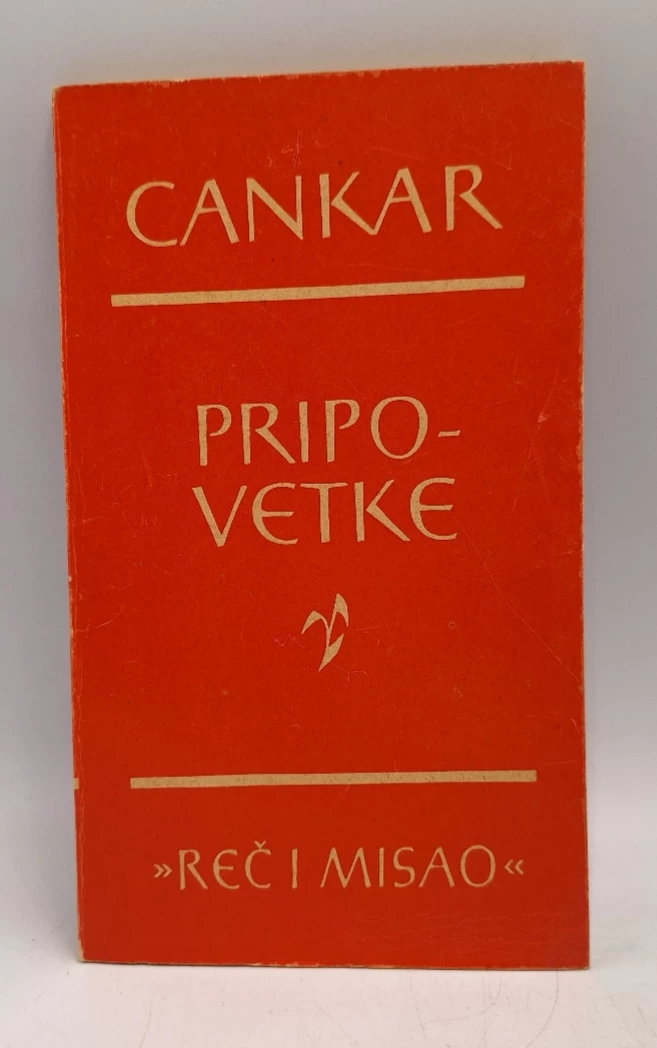 CANKAR
PRIPO-
VETKE
»REČ I MISAO«